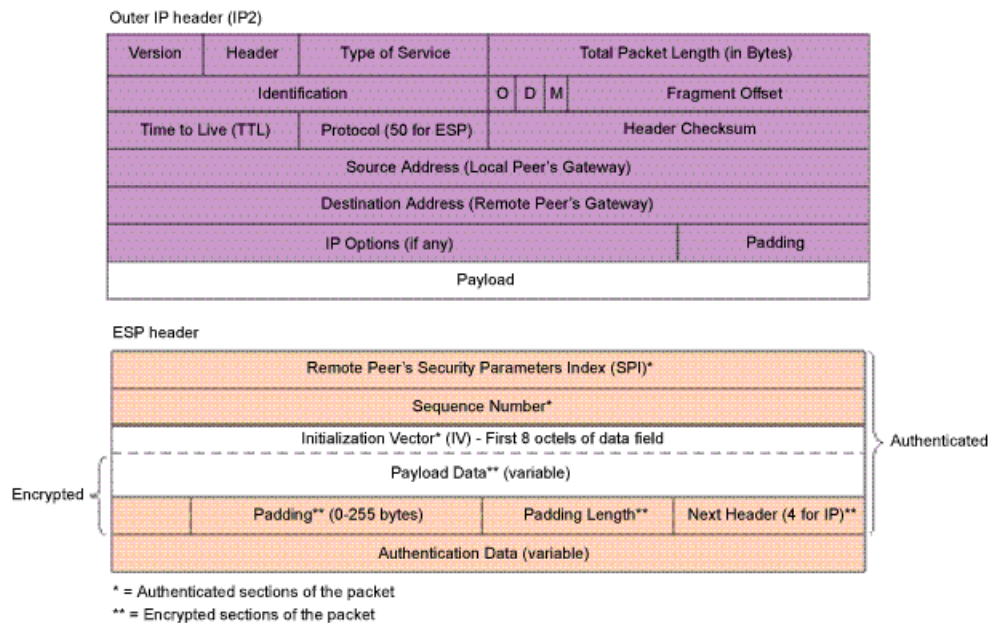 Outer IP header (IP2)
Version Header Type of Service Total Packet Length (in Bytes)
Identification O D M Fragment Offset
Time to Live (TTL) Protocol (50 for ESP) Header Checksum
Source Address (Local Peer's Gateway)
Destination Address (Remote Peer's Gateway)
IP Options (if any) Padding
Payload
ESP header
Remote Peer's Security Parameters Index (SPI)*
Sequence Number*
Initialization Vector* (IV) - First 8 octels of data field
Authenticated
Payload Data** (variable)
Encrypted
Padding** (0-255 bytes) Padding Length** Next Header (4 for IP)**
Authentication Data (variable)
* = Authenticated sections of the packet
** = Encrypted sections of the packet